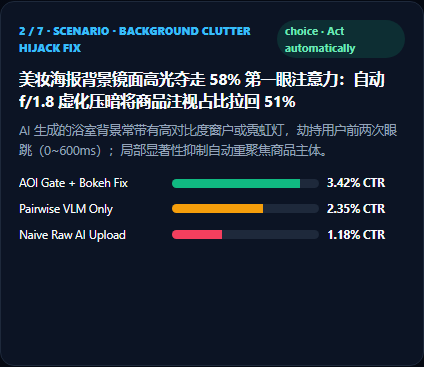 2 / 7 · SCENARIO · BACKGROUND CLUTTER
HIJACK FIX
choice · Act
automatically
美妆海报背景镜面高光夺走 58% 第一眼注意力：自动
f/1.8 虚化压暗将商品注视占比拉回 51%
AI 生成的浴室背景常带有高对比度窗户或霓虹灯，劫持用户前两次眼
跳（0~600ms）；局部显著性抑制自动重聚焦商品主体。
AOI Gate + Bokeh Fix 3.42% CTR
Pairwise VLM Only 2.35% CTR
Naive Raw AI Upload 1.18% CTR